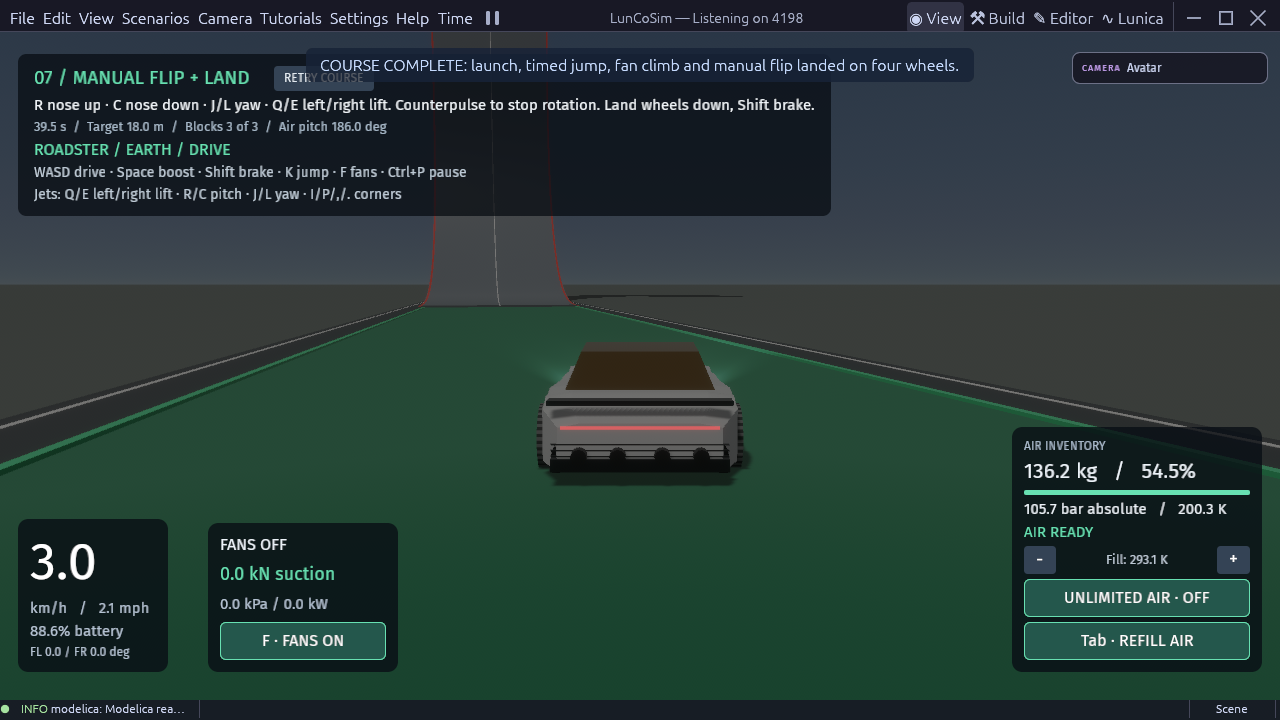 File Edit View Scenarios Camera Tutorials Settings Help Time
LunCoSim — Listening on 4198
View Build Editor Lunica
COURSE COMPLETE: launch, timed jump, fan climb and manual flip landed on four wheels.
07 / MANUAL FLIP + LAND
RETRY COURSE
R nose up · C nose down · J/L yaw · Q/E left/right lift. Counterpulse to stop rotation. Land wheels down, Shift brake.
39.5 s / Target 18.0 m / Blocks 3 of 3 / Air pitch 186.0 deg
ROADSTER / EARTH / DRIVE
WASD drive · Space boost · Shift brake · K jump · F fans · Ctrl+P pause
Jets: Q/E left/right lift · R/C pitch · J/L yaw · I/P/,/. corners
CAMERA Avatar
3.0
km/h / 2.1 mph
88.6% battery
FL 0.0 / FR 0.0 deg
FANS OFF
0.0 kN suction
0.0 kPa / 0.0 kW
F · FANS ON
AIR INVENTORY
136.2 kg / 54.5%
105.7 bar absolute / 200.3 K
AIR READY
- Fill: 293.1 K +
UNLIMITED AIR · OFF
Tab · REFILL AIR
INFO modelica: Modelica rea...
Scene